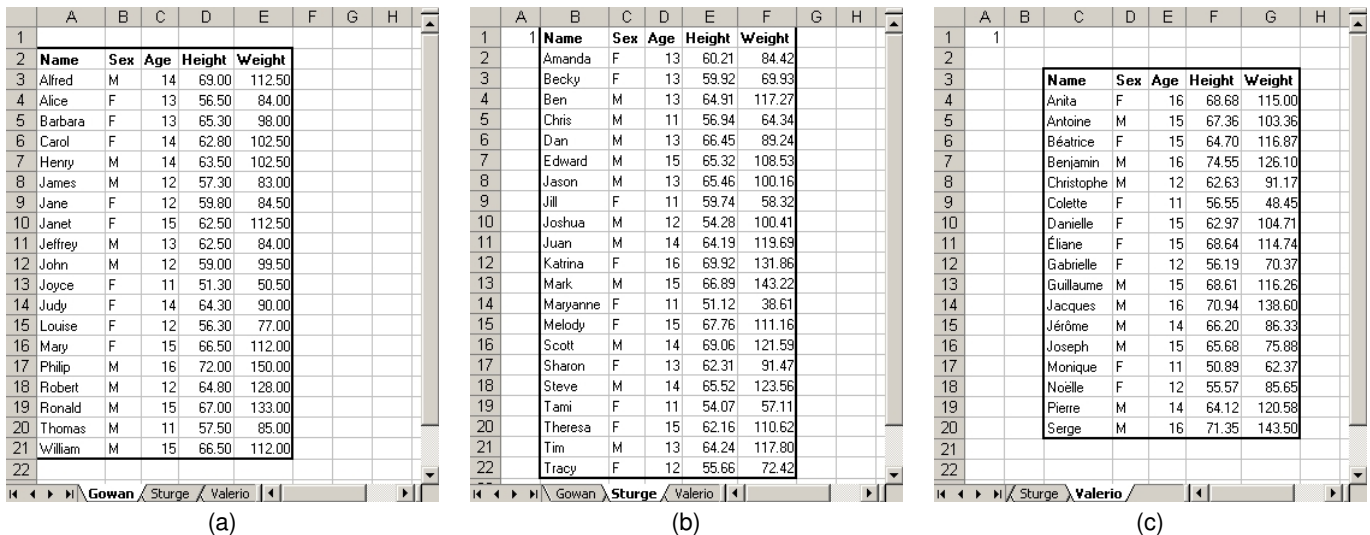 A B C D E F G H
1
2 Name Sex Age Height Weight
3 Alfred M 14 69.00 112.50
4 Alice F 13 56.50 84.00
5 Barbara F 13 65.30 98.00
6 Carol F 14 62.80 102.50
7 Henry M 14 63.50 102.50
8 James M 12 57.30 83.00
9 Jane F 12 59.80 84.50
10 Janet F 15 62.50 112.50
11 Jeffrey M 13 62.50 84.00
12 John M 12 59.00 99.50
13 Joyce F 11 51.30 50.50
14 Judy F 14 64.30 90.00
15 Louise F 12 56.30 77.00
16 Mary F 15 66.50 112.00
17 Philip M 16 72.00 150.00
18 Robert M 12 64.80 128.00
19 Ronald M 15 67.00 133.00
20 Thomas M 11 57.50 85.00
21 William M 15 66.50 112.00
22
Gowan Sturge Valerio
(a)
A B C D E F G H
1 1 Name Sex Age Height Weight
2 Amanda F 13 60.21 84.42
3 Becky F 13 59.92 69.93
4 Ben M 13 64.91 117.27
5 Chris M 11 56.94 64.34
6 Dan M 13 66.45 89.24
7 Edward M 15 65.32 108.53
8 Jason M 13 65.46 100.16
9 Jill F 11 59.74 58.32
10 Joshua M 12 54.28 100.41
11 Juan M 14 64.19 119.69
12 Katrina F 16 69.92 131.86
13 Mark M 15 66.89 143.22
14 Maryanne F 11 51.12 38.61
15 Melody F 15 67.76 111.16
16 Scott M 14 69.06 121.59
17 Sharon F 13 62.31 91.47
18 Steve M 14 65.52 123.56
19 Tami F 11 54.07 57.11
20 Theresa F 15 62.16 110.62
21 Tim M 13 64.24 117.80
22 Tracy F 12 55.66 72.42
Gowan Sturge Valerio
(b)
A B C D E F G H
1 1
2
3 Name Sex Age Height Weight
4 Anita F 16 68.68 115.00
5 Antoine M 15 67.36 103.36
6 Béatrice F 15 64.70 116.87
7 Benjamin M 16 74.55 126.10
8 Christophe M 12 62.63 91.17
9 Colette F 11 56.55 48.45
10 Danielle F 15 62.97 104.71
11 Éliane F 15 68.64 114.74
12 Gabrielle F 12 56.19 70.37
13 Guillaume M 15 68.61 116.26
14 Jacques M 16 70.94 138.60
15 Jérôme M 14 66.20 86.33
16 Joseph M 15 65.68 75.88
17 Monique F 11 50.89 62.37
18 Noëlle F 12 55.57 85.65
19 Pierre M 14 64.12 120.58
20 Serge M 16 71.35 143.50
21
22
Sturge Valerio
(c)